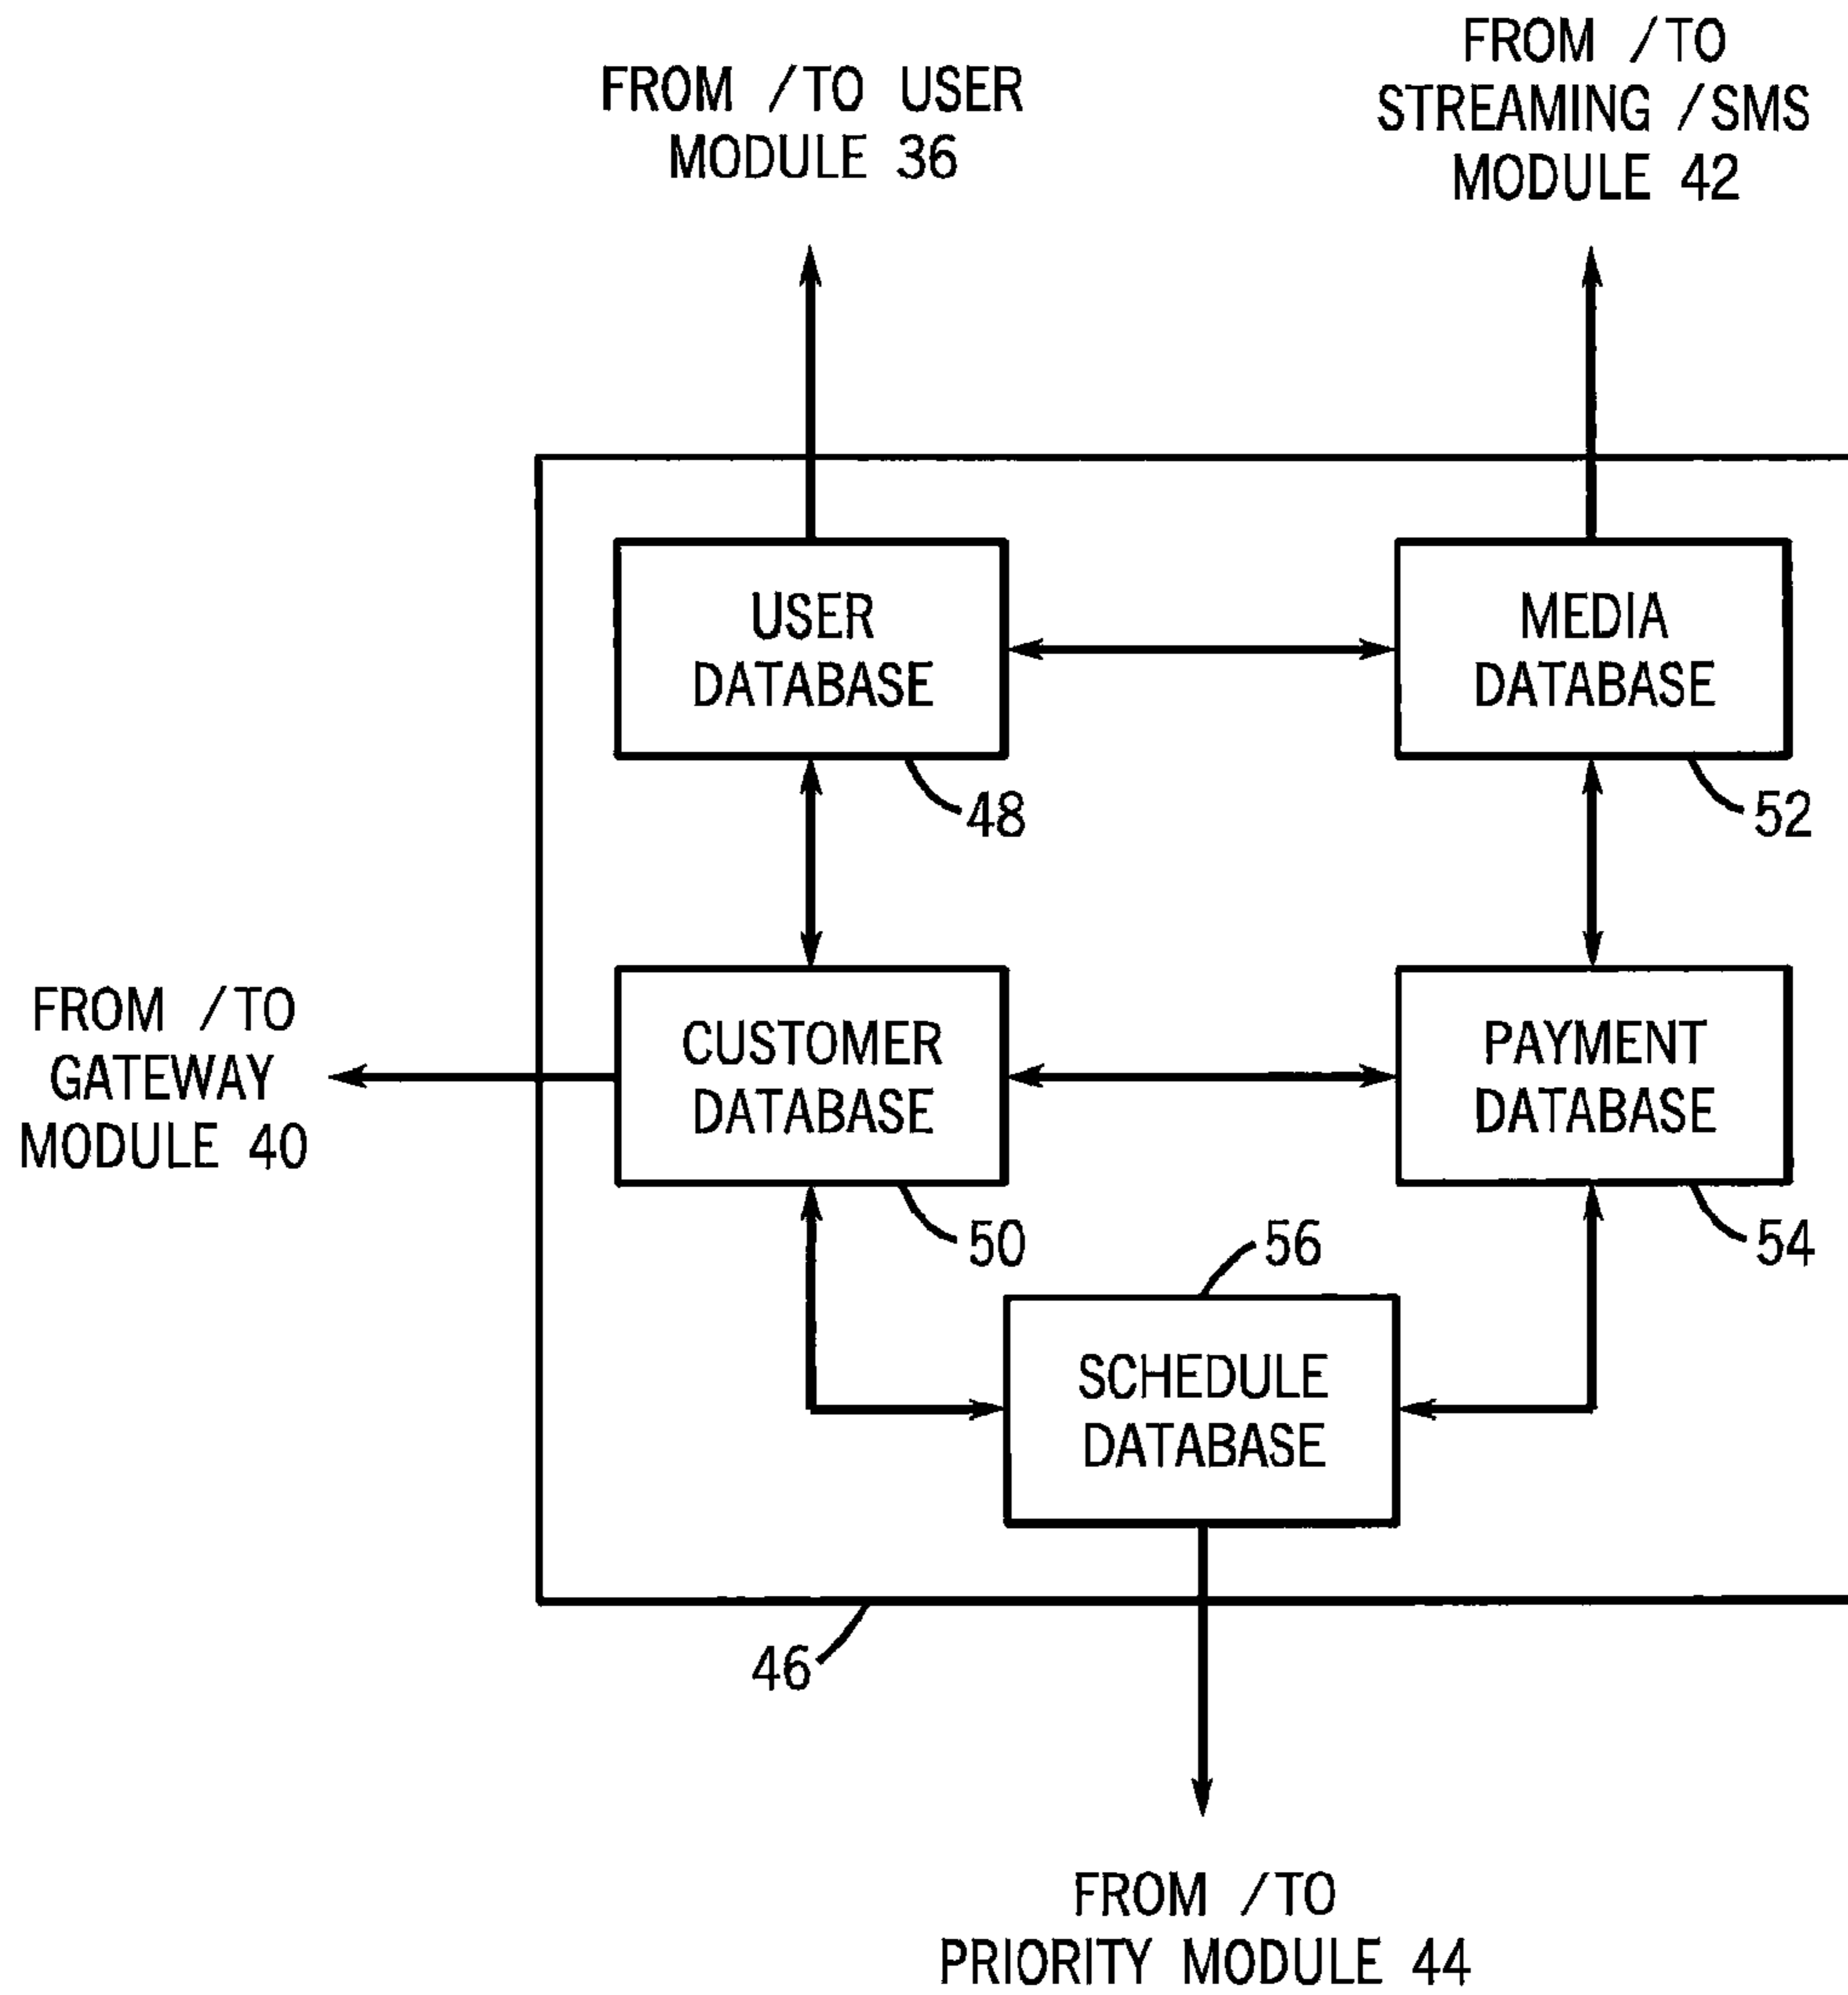 FROM /TO USER
MODULE 36
FROM /TO
STREAMING /SMS
MODULE 42
USER
DATABASE
MEDIA
DATABASE
48
52
FROM /TO
GATEWAY
MODULE 40
CUSTOMER
DATABASE
PAYMENT
DATABASE
50
56
54
SCHEDULE
DATABASE
46
FROM /TO
PRIORITY MODULE 44